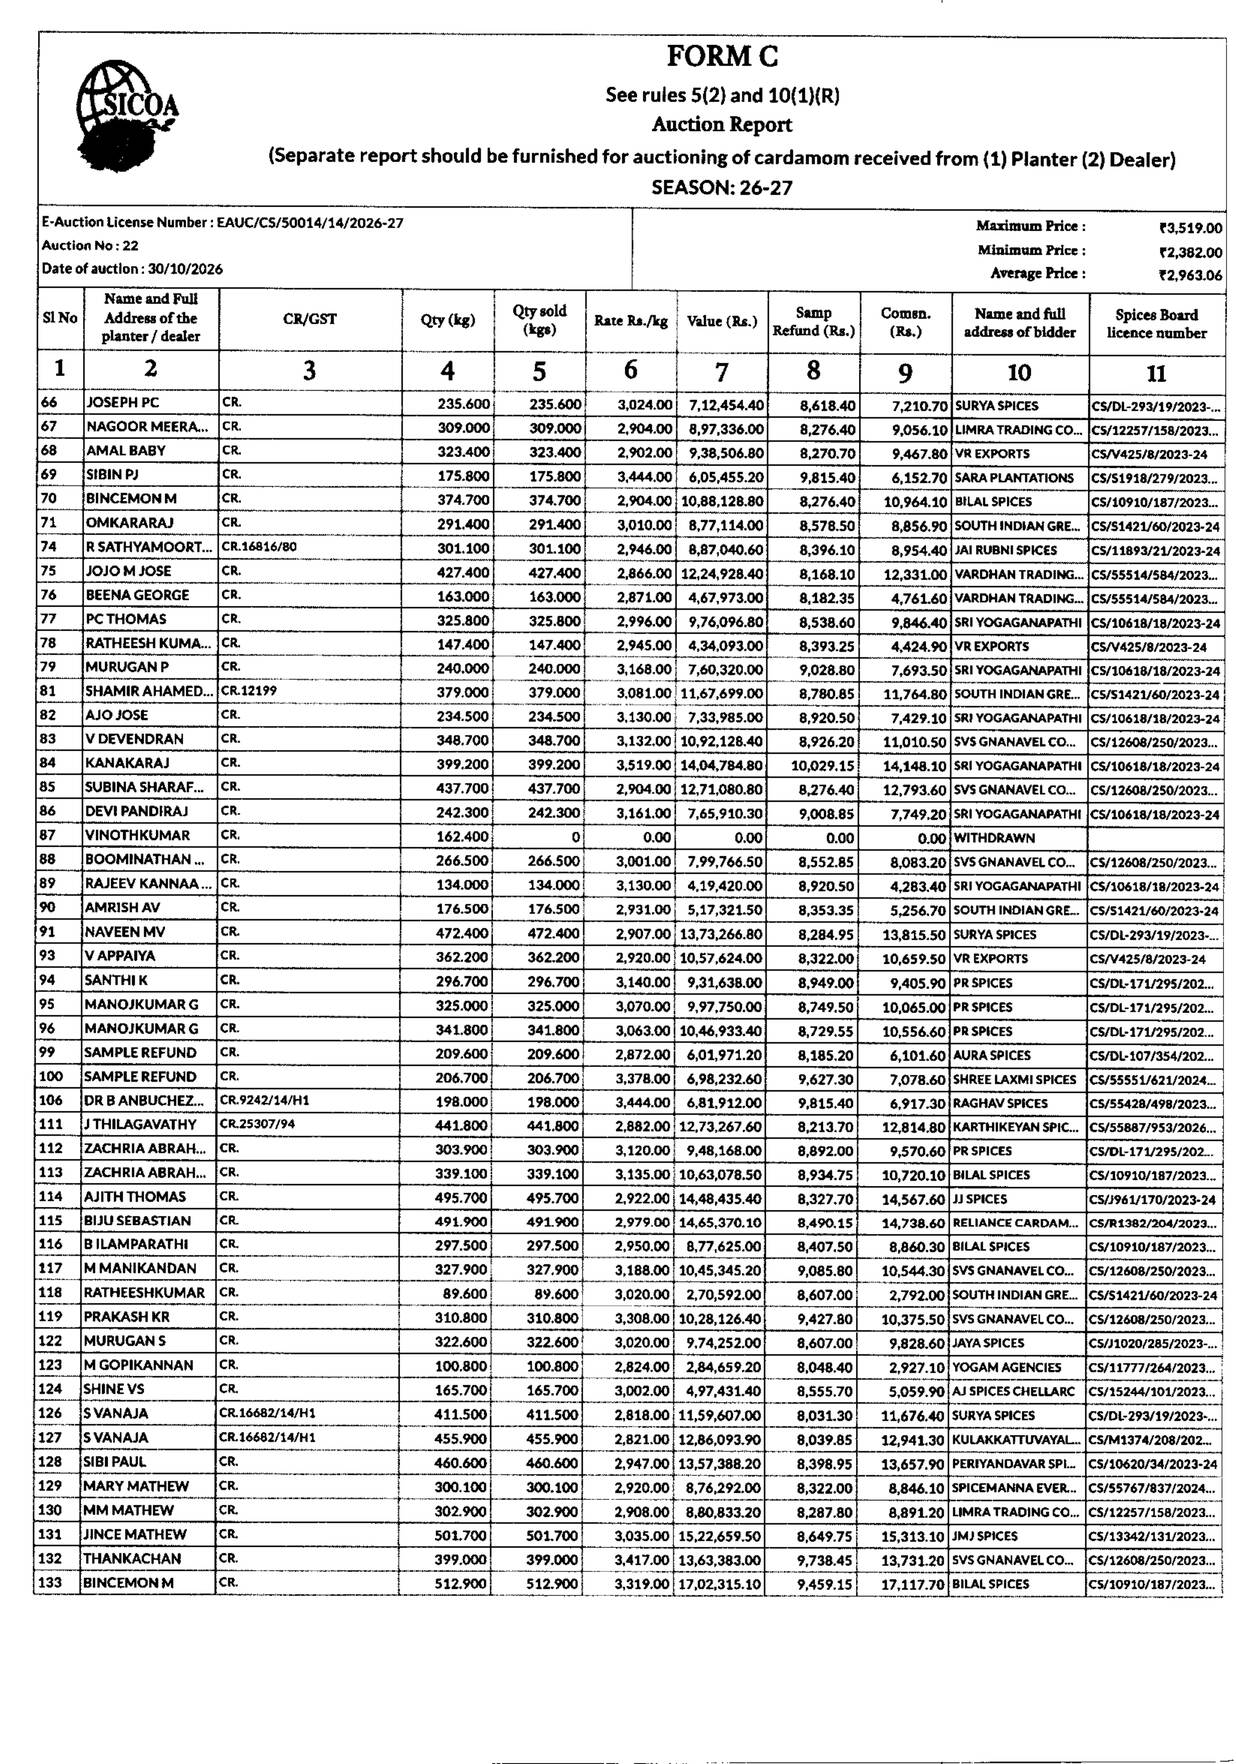 SICOA
FORM C
See rules 5(2) and 10(1)(R)
Auction Report
(Separate report should be furnished for auctioning of cardamom received from (1) Planter (2) Dealer)
SEASON: 26-27
E-Auction License Number : EAUC/CS/50014/14/2026-27
Auction No : 22
Date of auction : 30/10/2026
Maximum Price : ₹3,519.00
Minimum Price : ₹2,382.00
Average Price : ₹2,963.06
Sl No Name and Full Address of the planter / dealer CR/GST Qty (kg) Qty sold (kgs) Rate Rs./kg Value (Rs.) Samp Refund (Rs.) Comsn. (Rs.) Name and full address of bidder Spices Board licence number
1 2 3 4 5 6 7 8 9 10 11
66 JOSEPH PC CR. 235.600 235.600 3,024.00 7,12,454.40 8,618.40 7,210.70 SURYA SPICES CS/DL-293/19/2023-...
67 NAGOOR MEERA... CR. 309.000 309.000 2,904.00 8,97,336.00 8,276.40 9,056.10 LIMRA TRADING CO... CS/12257/158/2023...
68 AMAL BABY CR. 323.400 323.400 2,902.00 9,38,506.80 8,270.70 9,467.80 VR EXPORTS CS/V425/8/2023-24
69 SIBIN PJ CR. 175.800 175.800 3,444.00 6,05,455.20 9,815.40 6,152.70 SARA PLANTATIONS CS/S1918/279/2023...
70 BINCEMON M CR. 374.700 374.700 2,904.00 10,88,128.80 8,276.40 10,964.10 BILAL SPICES CS/10910/187/2023...
71 OMKARARAJ CR. 291.400 291.400 3,010.00 8,77,114.00 8,578.50 8,856.90 SOUTH INDIAN GRE... CS/S1421/60/2023-24
74 R SATHYAMOORT... CR.16816/80 301.100 301.100 2,946.00 8,87,040.60 8,396.10 8,954.40 JAI RUBNI SPICES CS/11893/21/2023-24
75 JOJO M JOSE CR. 427.400 427.400 2,866.00 12,24,928.40 8,168.10 12,331.00 VARDHAN TRADING... CS/55514/584/2023...
76 BEENA GEORGE CR. 163.000 163.000 2,871.00 4,67,973.00 8,182.35 4,761.60 VARDHAN TRADING... CS/55514/584/2023...
77 PC THOMAS CR. 325.800 325.800 2,996.00 9,76,096.80 8,538.60 9,846.40 SRI YOGAGANAPATHI CS/10618/18/2023-24
78 RATHEESH KUMA... CR. 147.400 147.400 2,945.00 4,34,093.00 8,393.25 4,424.90 VR EXPORTS CS/V425/8/2023-24
79 MURUGAN P CR. 240.000 240.000 3,168.00 7,60,320.00 9,028.80 7,693.50 SRI YOGAGANAPATHI CS/10618/18/2023-24
81 SHAMIR AHAMED... CR.12199 379.000 379.000 3,081.00 11,67,699.00 8,780.85 11,764.80 SOUTH INDIAN GRE... CS/S1421/60/2023-24
82 AJO JOSE CR. 234.500 234.500 3,130.00 7,33,985.00 8,920.50 7,429.10 SRI YOGAGANAPATHI CS/10618/18/2023-24
83 V DEVENDRAN CR. 348.700 348.700 3,132.00 10,92,128.40 8,926.20 11,010.50 SVS GNANAVEL CO... CS/12608/250/2023...
84 KANAKARAJ CR. 399.200 399.200 3,519.00 14,04,784.80 10,029.15 14,148.10 SRI YOGAGANAPATHI CS/10618/18/2023-24
85 SUBINA SHARAF... CR. 437.700 437.700 2,904.00 12,71,080.80 8,276.40 12,793.60 SVS GNANAVEL CO... CS/12608/250/2023...
86 DEVI PANDIRAJ CR. 242.300 242.300 3,161.00 7,65,910.30 9,008.85 7,749.20 SRI YOGAGANAPATHI CS/10618/18/2023-24
87 VINOTHKUMAR CR. 162.400 0 0.00 0.00 0.00 0.00 WITHDRAWN
88 BOOMINATHAN ... CR. 266.500 266.500 3,001.00 7,99,766.50 8,552.85 8,083.20 SVS GNANAVEL CO... CS/12608/250/2023...
89 RAJEEV KANNAA ... CR. 134.000 134.000 3,130.00 4,19,420.00 8,920.50 4,283.40 SRI YOGAGANAPATHI CS/10618/18/2023-24
90 AMRISH AV CR. 176.500 176.500 2,931.00 5,17,321.50 8,353.35 5,256.70 SOUTH INDIAN GRE... CS/S1421/60/2023-24
91 NAVEEN MV CR. 472.400 472.400 2,907.00 13,73,266.80 8,284.95 13,815.50 SURYA SPICES CS/DL-293/19/2023-...
93 V APPAIYA CR. 362.200 362.200 2,920.00 10,57,624.00 8,322.00 10,659.50 VR EXPORTS CS/V425/8/2023-24
94 SANTHI K CR. 296.700 296.700 3,140.00 9,31,638.00 8,949.00 9,405.90 PR SPICES CS/DL-171/295/202...
95 MANOJKUMAR G CR. 325.000 325.000 3,070.00 9,97,750.00 8,749.50 10,065.00 PR SPICES CS/DL-171/295/202...
96 MANOJKUMAR G CR. 341.800 341.800 3,063.00 10,46,933.40 8,729.55 10,556.60 PR SPICES CS/DL-171/295/202...
99 SAMPLE REFUND CR. 209.600 209.600 2,872.00 6,01,971.20 8,185.20 6,101.60 AURA SPICES CS/DL-107/354/202...
100 SAMPLE REFUND CR. 206.700 206.700 3,378.00 6,98,232.60 9,627.30 7,078.60 SHREE LAXMI SPICES CS/55551/621/2024...
106 DR B ANBUCHEZ... CR.9242/14/H1 198.000 198.000 3,444.00 6,81,912.00 9,815.40 6,917.30 RAGHAV SPICES CS/55428/498/2023...
111 J THILAGAVATHY CR.25307/94 441.800 441.800 2,882.00 12,73,267.60 8,213.70 12,814.80 KARTHIKEYAN SPIC... CS/55887/953/2026...
112 ZACHRIA ABRAH... CR. 303.900 303.900 3,120.00 9,48,168.00 8,892.00 9,570.60 PR SPICES CS/DL-171/295/202...
113 ZACHRIA ABRAH... CR. 339.100 339.100 3,135.00 10,63,078.50 8,934.75 10,720.10 BILAL SPICES CS/10910/187/2023...
114 AJITH THOMAS CR. 495.700 495.700 2,922.00 14,48,435.40 8,327.70 14,567.60 JJ SPICES CS/J961/170/2023-24
115 BIJU SEBASTIAN CR. 491.900 491.900 2,979.00 14,65,370.10 8,490.15 14,738.60 RELIANCE CARDAM... CS/R1382/204/2023...
116 B ILAMPARATHI CR. 297.500 297.500 2,950.00 8,77,625.00 8,407.50 8,860.30 BILAL SPICES CS/10910/187/2023...
117 M MANIKANDAN CR. 327.900 327.900 3,188.00 10,45,345.20 9,085.80 10,544.30 SVS GNANAVEL CO... CS/12608/250/2023...
118 RATHEESHKUMAR CR. 89.600 89.600 3,020.00 2,70,592.00 8,607.00 2,792.00 SOUTH INDIAN GRE... CS/S1421/60/2023-24
119 PRAKASH KR CR. 310.800 310.800 3,308.00 10,28,126.40 9,427.80 10,375.50 SVS GNANAVEL CO... CS/12608/250/2023...
122 MURUGAN S CR. 322.600 322.600 3,020.00 9,74,252.00 8,607.00 9,828.60 JAYA SPICES CS/J1020/285/2023-...
123 M GOPIKANNAN CR. 100.800 100.800 2,824.00 2,84,659.20 8,048.40 2,927.10 YOGAM AGENCIES CS/11777/264/2023...
124 SHINE VS CR. 165.700 165.700 3,002.00 4,97,431.40 8,555.70 5,059.90 AJ SPICES CHELLARC CS/15244/101/2023...
126 S VANAJA CR.16682/14/H1 411.500 411.500 2,818.00 11,59,607.00 8,031.30 11,676.40 SURYA SPICES CS/DL-293/19/2023-...
127 S VANAJA CR.16682/14/H1 455.900 455.900 2,821.00 12,86,093.90 8,039.85 12,941.30 KULAKKATTUVAYAL... CS/M1374/208/202...
128 SIBI PAUL CR. 460.600 460.600 2,947.00 13,57,388.20 8,398.95 13,657.90 PERIYANDAVAR SPI... CS/10620/34/2023-24
129 MARY MATHEW CR. 300.100 300.100 2,920.00 8,76,292.00 8,322.00 8,846.10 SPICEMANNA EVER... CS/55767/837/2024...
130 MM MATHEW CR. 302.900 302.900 2,908.00 8,80,833.20 8,287.80 8,891.20 LIMRA TRADING CO... CS/12257/158/2023...
131 JINCE MATHEW CR. 501.700 501.700 3,035.00 15,22,659.50 8,649.75 15,313.10 JMJ SPICES CS/13342/131/2023...
132 THANKACHAN CR. 399.000 399.000 3,417.00 13,63,383.00 9,738.45 13,731.20 SVS GNANAVEL CO... CS/12608/250/2023...
133 BINCEMON M CR. 512.900 512.900 3,319.00 17,02,315.10 9,459.15 17,117.70 BILAL SPICES CS/10910/187/2023...